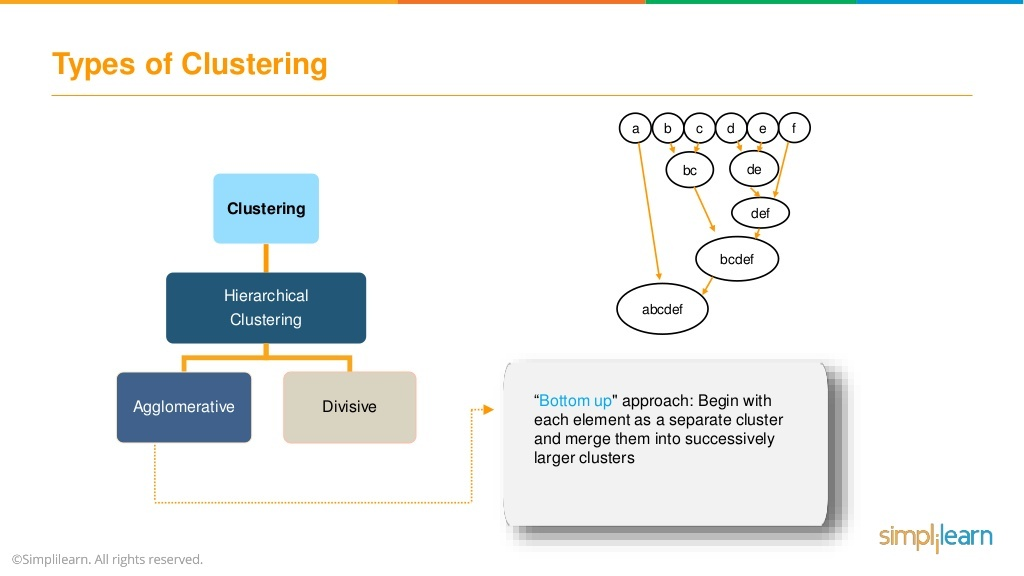 Types of Clustering
a b c d e f
bc de
def
bcdef
abcdef
Clustering
Hierarchical
Clustering
Agglomerative
Divisive
“Bottom up" approach: Begin with
each element as a separate cluster
and merge them into successively
larger clusters
simplilearn
©Simplilearn. All rights reserved.